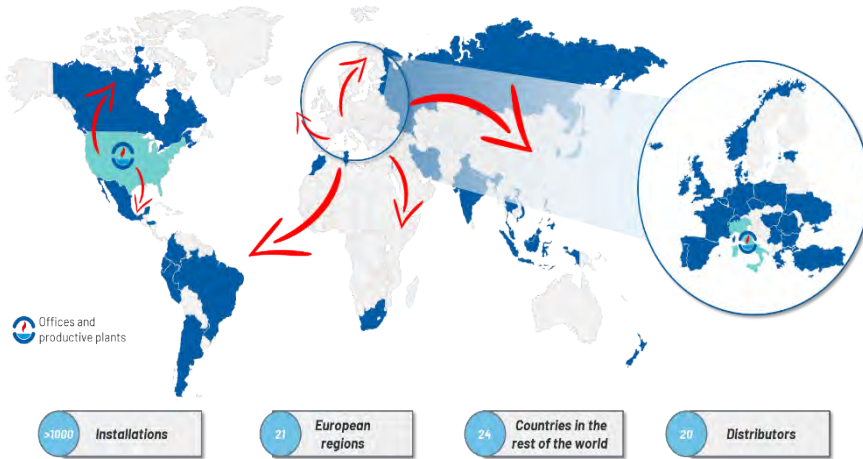 Offices and
productive plants
>1000 Installations
21 European
regions
24 Countries in the
rest of the world
20 Distributors